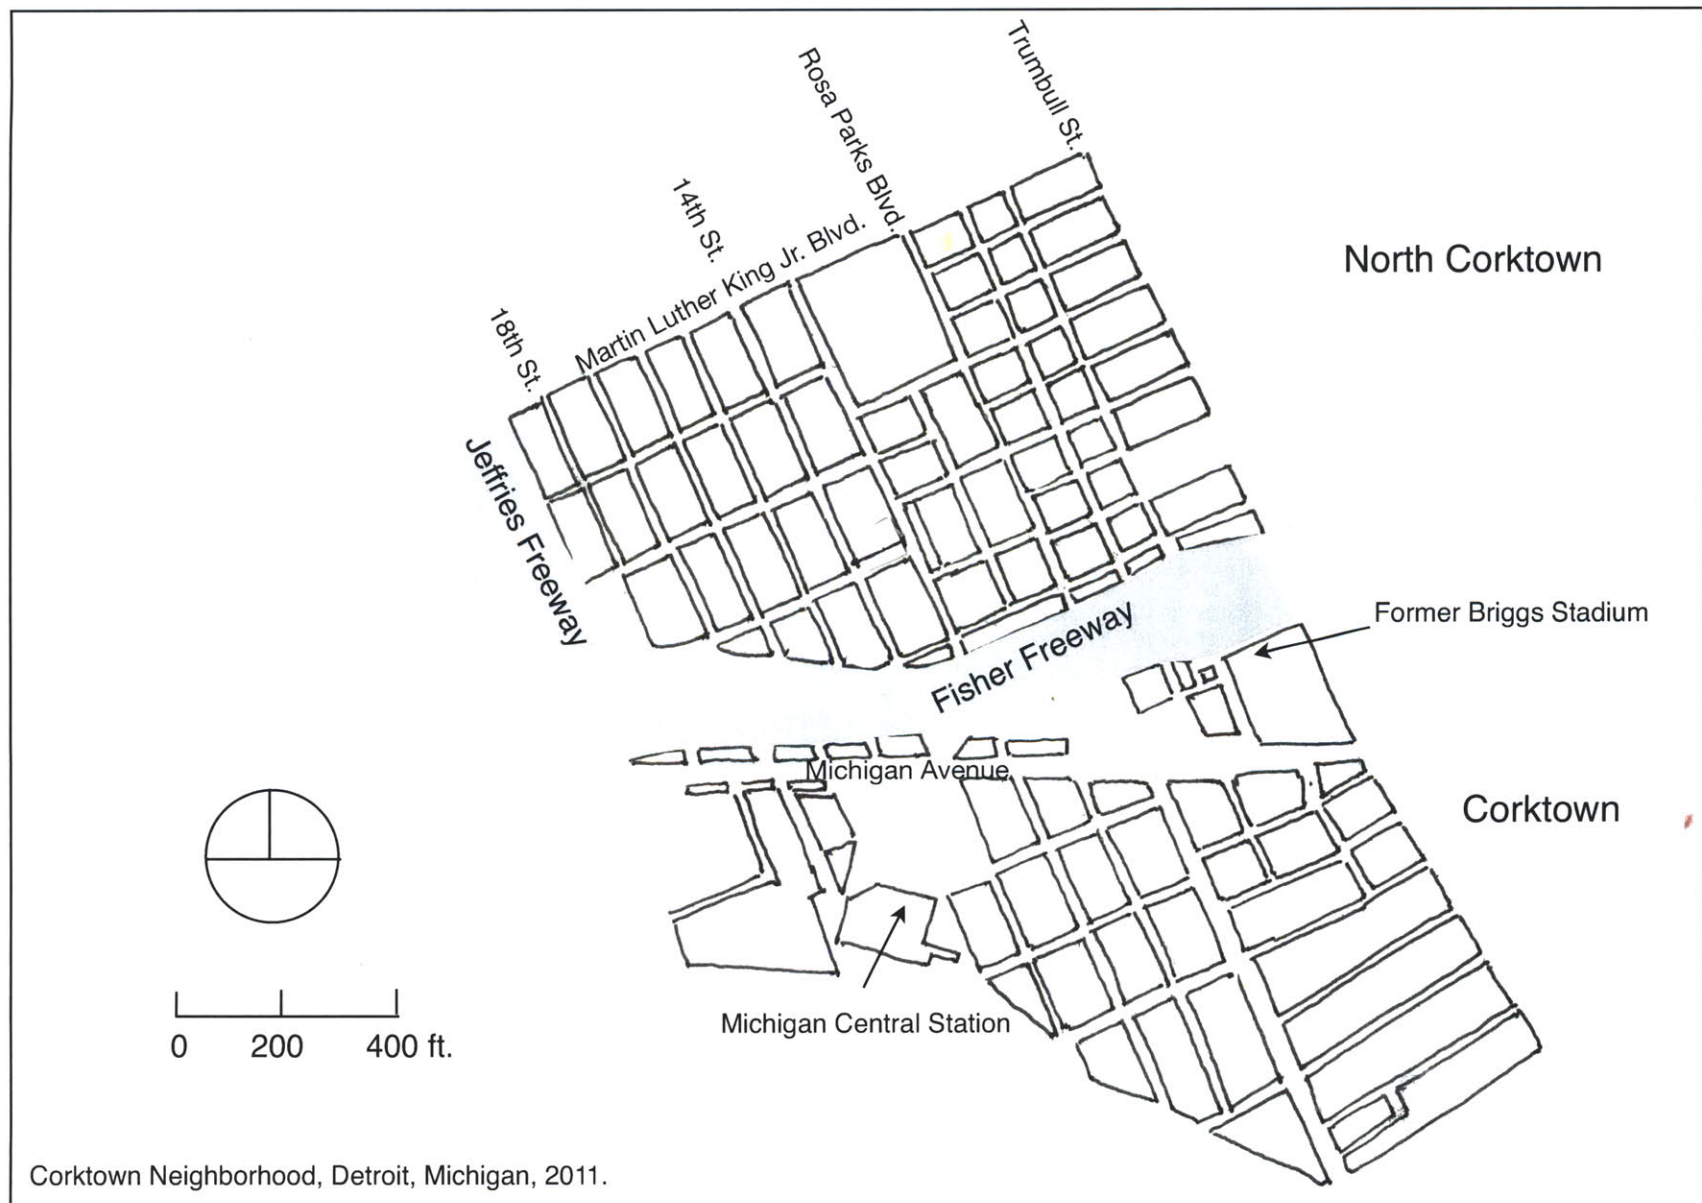 Trumbull St.
Rosa Parks Blvd.
14th St.
Martin Luther King Jr. Blvd.
18th St.
North Corktown
Jeffries Freeway
Fisher Freeway
Former Briggs Stadium
Michigan Avenue
Corktown
Michigan Central Station
0 200 400 ft.
Corktown Neighborhood, Detroit, Michigan, 2011.